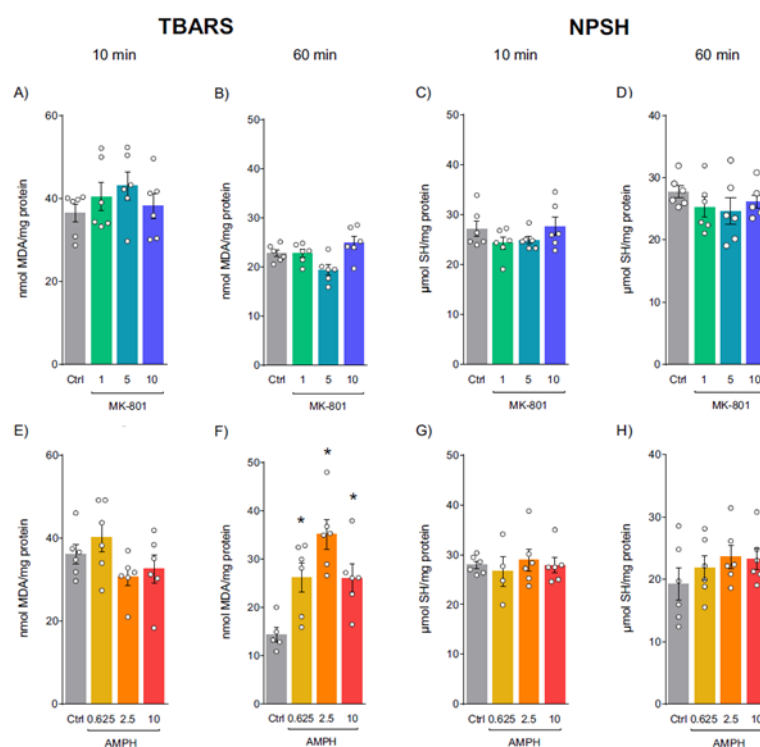 TBARS NPSH
10 min 60 min 10 min 60 min
A) B) C) D)
nmol MDA/mg protein
60
40
20
0
Ctrl 1 5 10
MK-801
nmol MDA/mg protein
50
40
30
20
10
0
Ctrl 1 5 10
MK-801
µmol SH/mg protein
50
40
30
20
10
0
Ctrl 1 5 10
MK-801
µmol SH/mg protein
40
30
20
10
0
Ctrl 1 5 10
MK-801
E) F) G) H)
nmol MDA/mg protein
60
40
20
0
Ctrl 0.625 2.5 10
AMPH
nmol MDA/mg protein
50
40
30
20
10
0
* * *
Ctrl 0.625 2.5 10
AMPH
µmol SH/mg protein
50
40
30
20
10
0
Ctrl 0.625 2.5 10
AMPH
µmol SH/mg protein
40
30
20
10
0
Ctrl 0.625 2.5 10
AMPH